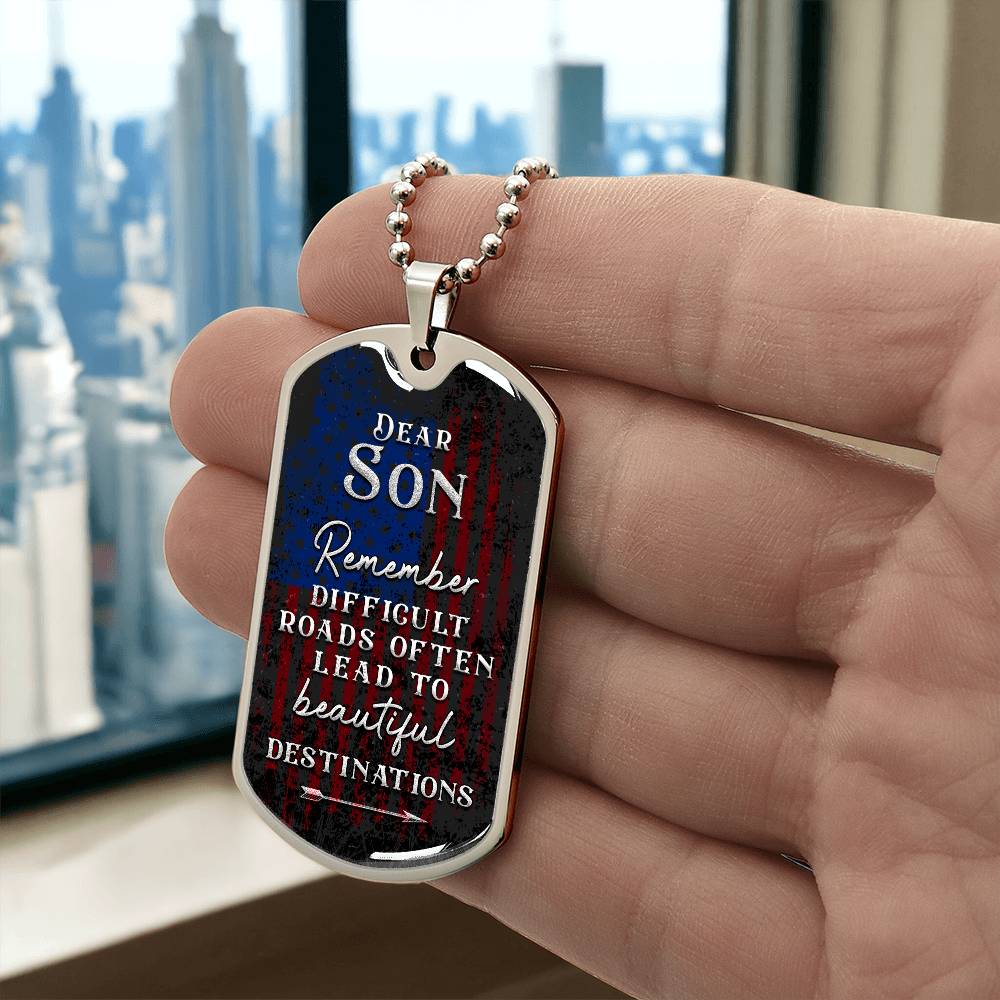 DEAR
SON
Remember
DIFFICULT
ROADS OFTEN
LEAD TO
beautiful
DESTINATIONS